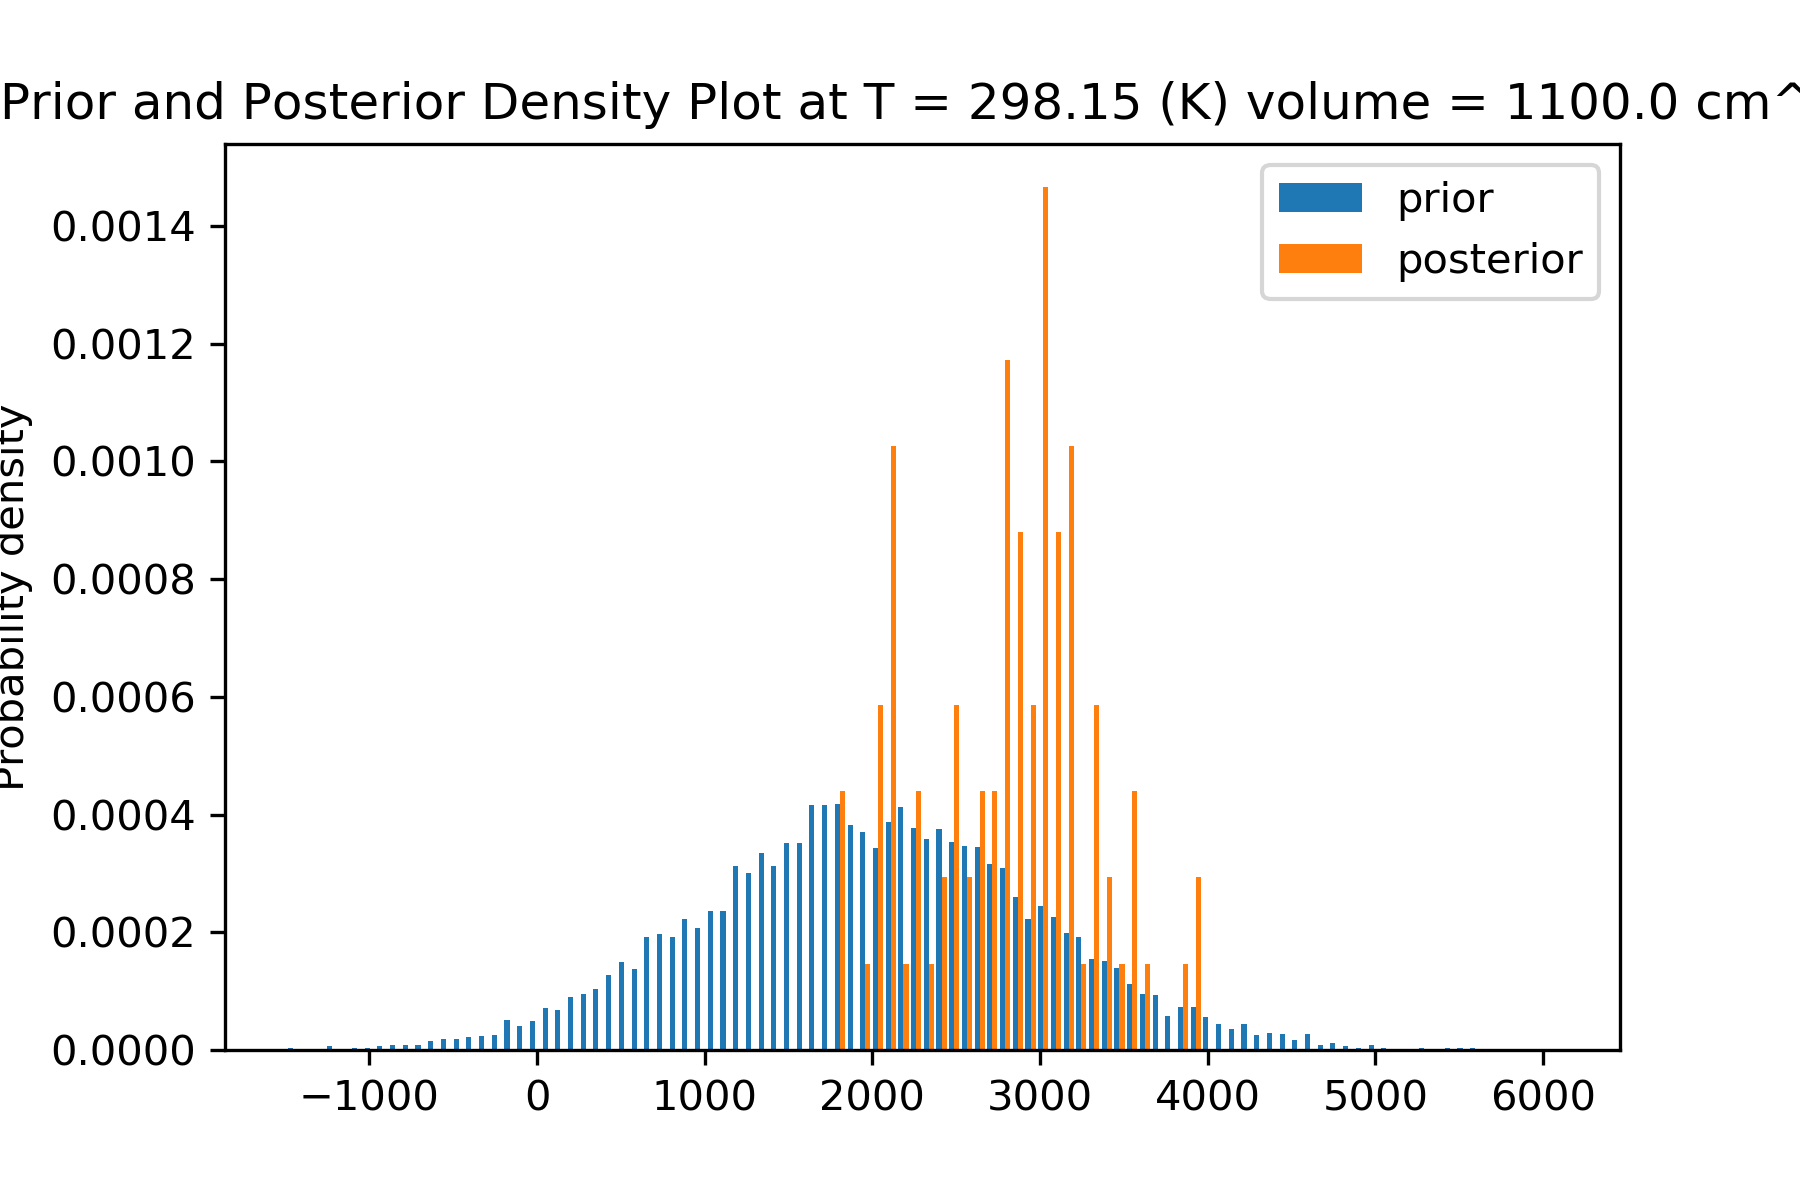 Prior and Posterior Density Plot at T = 298.15 (K) volume = 1100.0 cm^
prior
posterior
Probability density
0.0014
0.0012
0.0010
0.0008
0.0006
0.0004
0.0002
0.0000
−1000 0 1000 2000 3000 4000 5000 6000